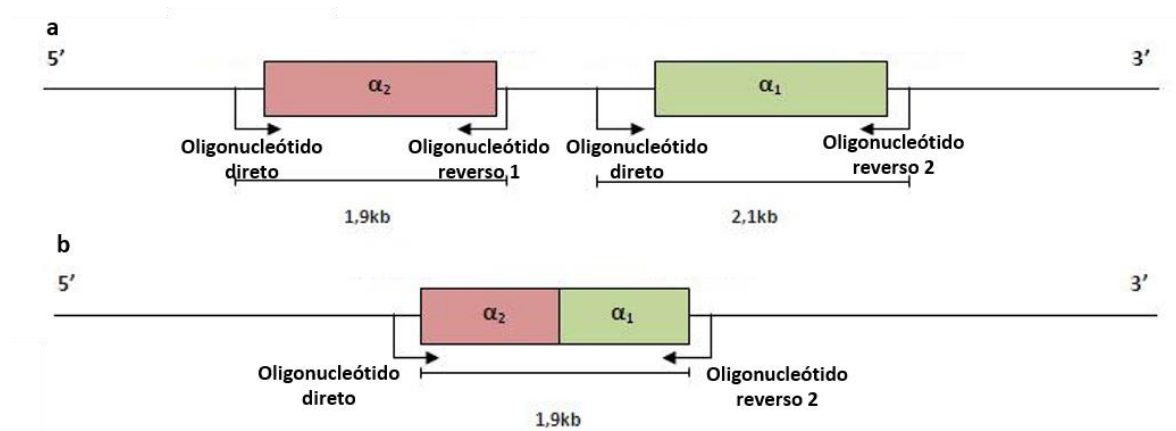 a
5’
3’
α₂
α₁
Oligonucleótido
direto
Oligonucleótido
reverso 1
Oligonucleótido
direto
Oligonucleótido
reverso 2
1,9kb
2,1kb
b
5’
3’
α₂
α₁
Oligonucleótido
direto
Oligonucleótido
reverso 2
1,9kb